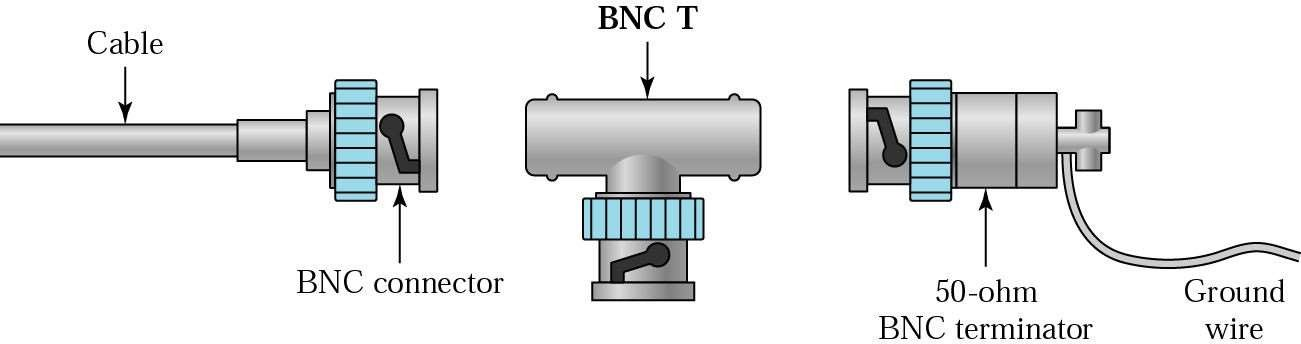 BNC T
Cable
BNC connector
50-ohm
BNC terminator
Ground
wire